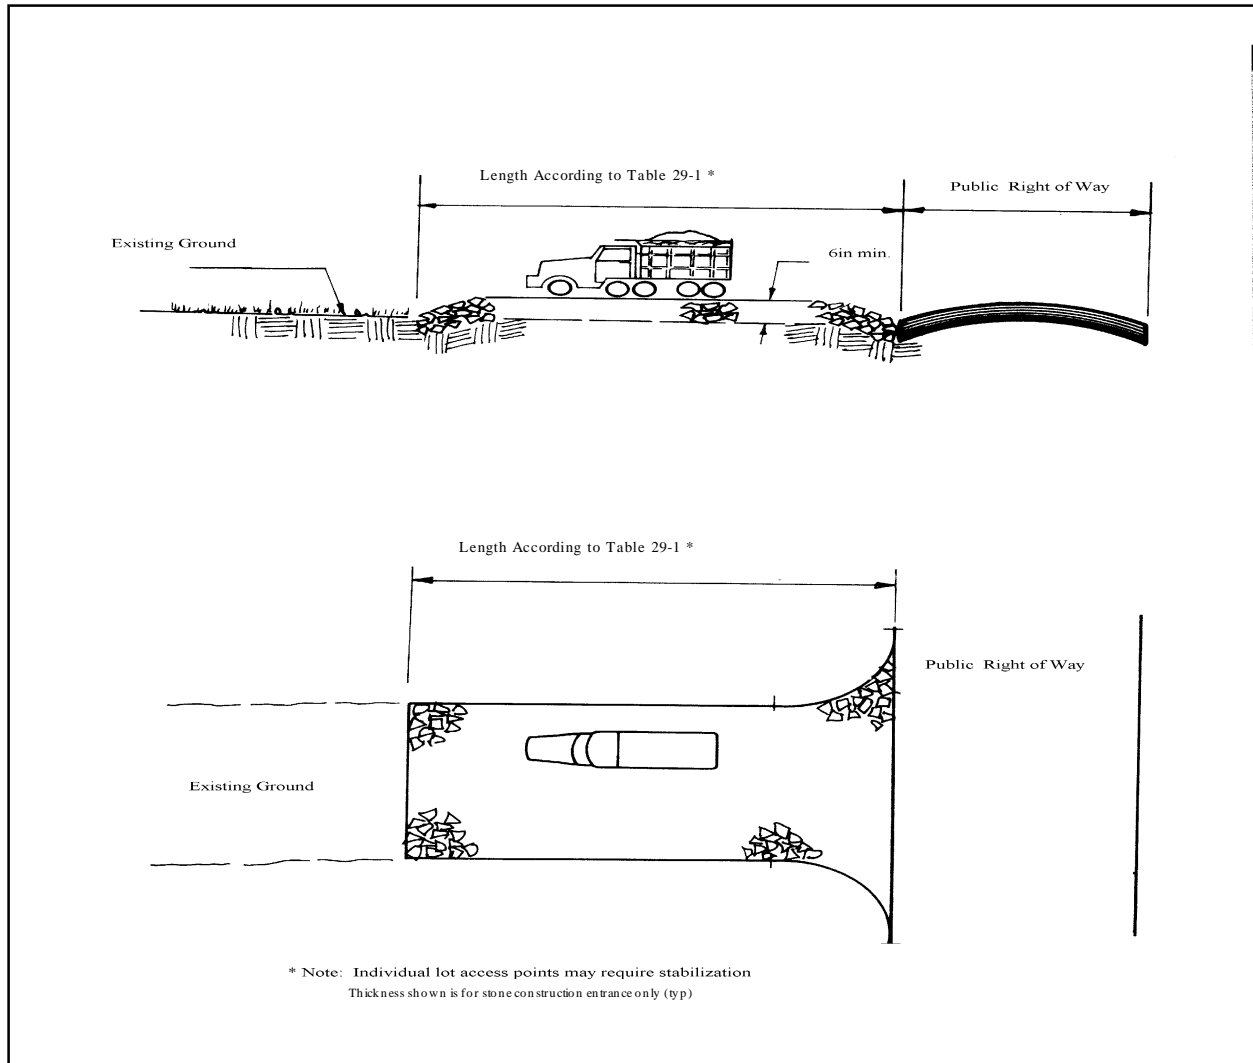 Length According to Table 29-1 *
Public Right of Way
Existing Ground
6in min.
Length According to Table 29-1 *
Public Right of Way
Existing Ground
* Note: Individual lot access points may require stabilization
Thickness shown is for stone construction entrance only (typ)